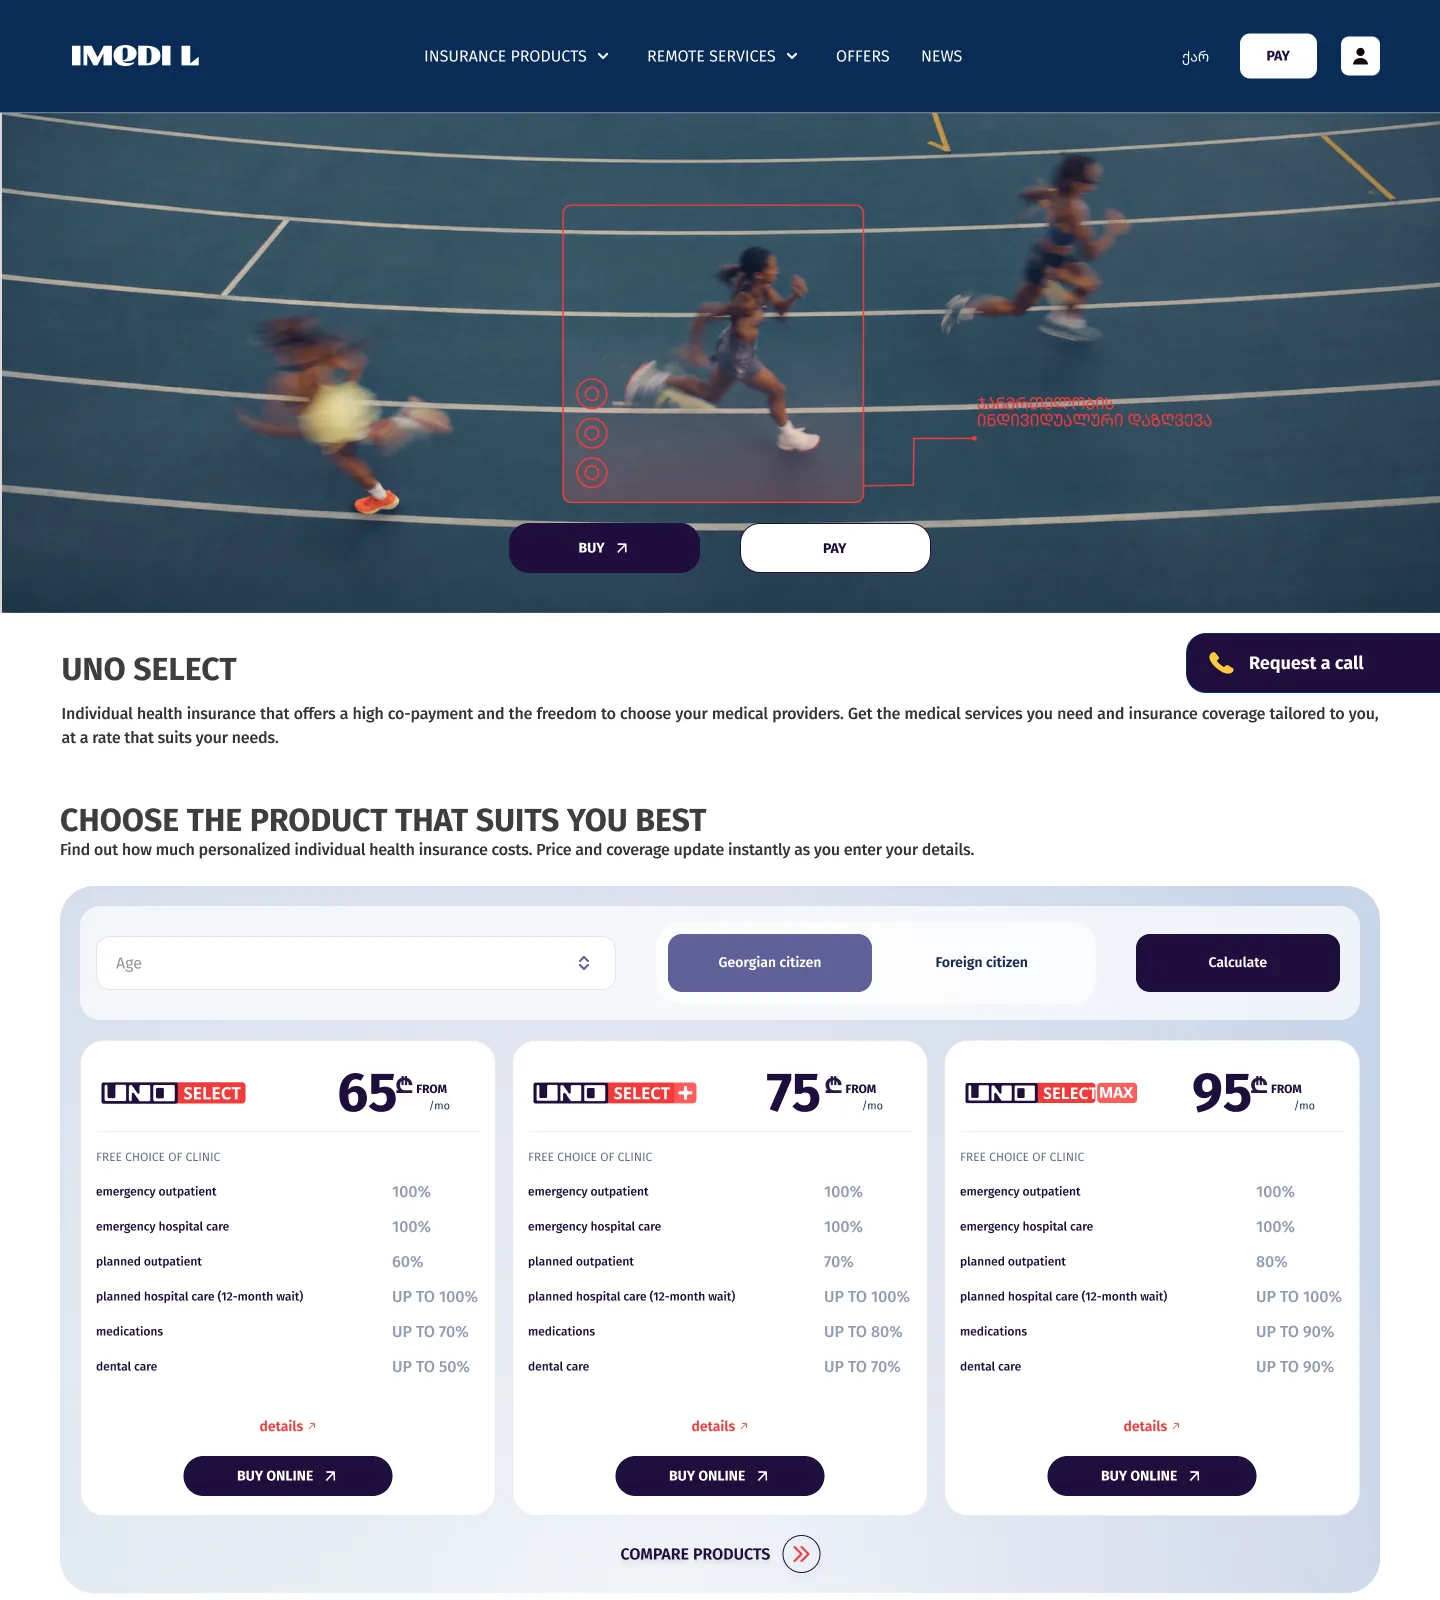 IMEDI L
INSURANCE PRODUCTS
REMOTE SERVICES
OFFERS
NEWS
ქარ
PAY
ᲯᲐᲜᲛᲠᲗᲔᲚᲝᲑᲘᲡ
ᲘᲜᲓᲘᲕᲘᲓᲣᲐᲚᲣᲠᲘ ᲓᲐᲖᲦᲕᲔᲕᲐ
BUY
PAY
Request a call
UNO SELECT
Individual health insurance that offers a high co-payment and the freedom to choose your medical providers. Get the medical services you need and insurance coverage tailored to you,
at a rate that suits your needs.
CHOOSE THE PRODUCT THAT SUITS YOU BEST
Find out how much personalized individual health insurance costs. Price and coverage update instantly as you enter your details.
Age
Georgian citizen
Foreign citizen
Calculate
UNO SELECT
65₾ FROM
/mo
FREE CHOICE OF CLINIC
emergency outpatient 100%
emergency hospital care 100%
planned outpatient 60%
planned hospital care (12-month wait) UP TO 100%
medications UP TO 70%
dental care UP TO 50%
details
BUY ONLINE
UNO SELECT +
75₾ FROM
/mo
FREE CHOICE OF CLINIC
emergency outpatient 100%
emergency hospital care 100%
planned outpatient 70%
planned hospital care (12-month wait) UP TO 100%
medications UP TO 80%
dental care UP TO 70%
details
BUY ONLINE
UNO SELECT MAX
95₾ FROM
/mo
FREE CHOICE OF CLINIC
emergency outpatient 100%
emergency hospital care 100%
planned outpatient 80%
planned hospital care (12-month wait) UP TO 100%
medications UP TO 90%
dental care UP TO 90%
details
BUY ONLINE
COMPARE PRODUCTS